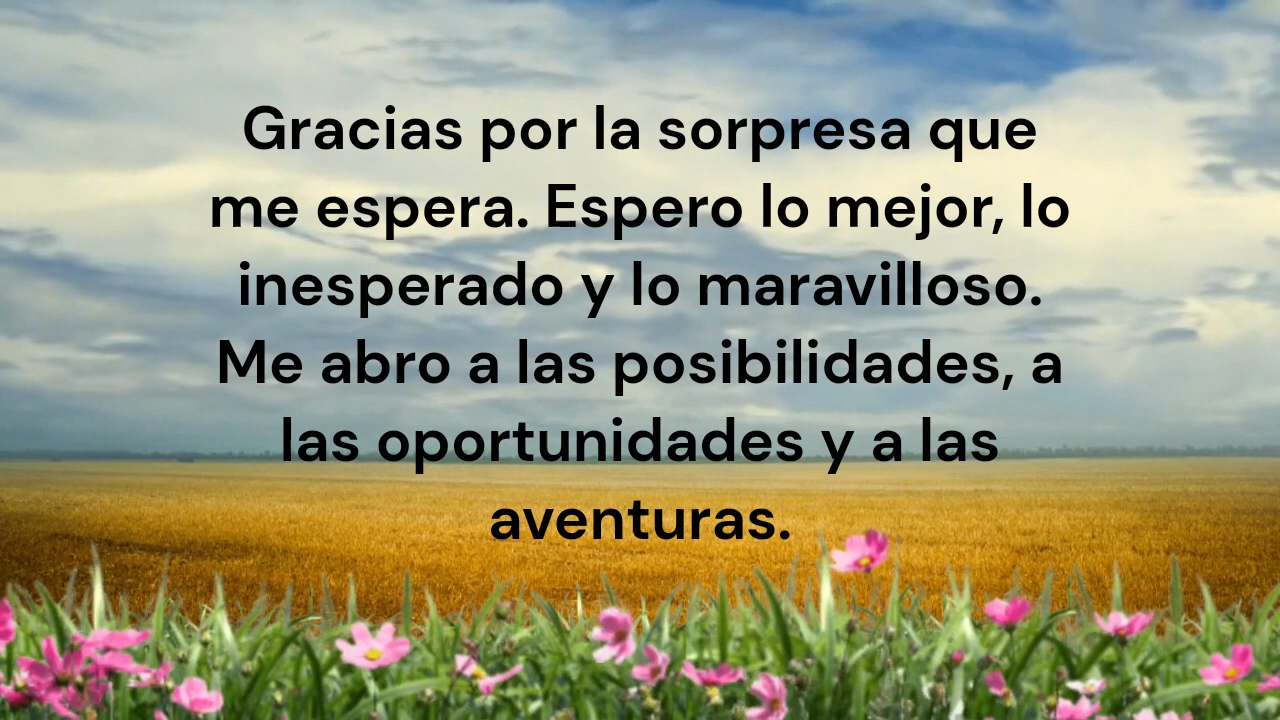 Gracias por la sorpresa que
me espera. Espero lo mejor, lo
inesperado y lo maravilloso.
Me abro a las posibilidades, a
las oportunidades y a las
aventuras.